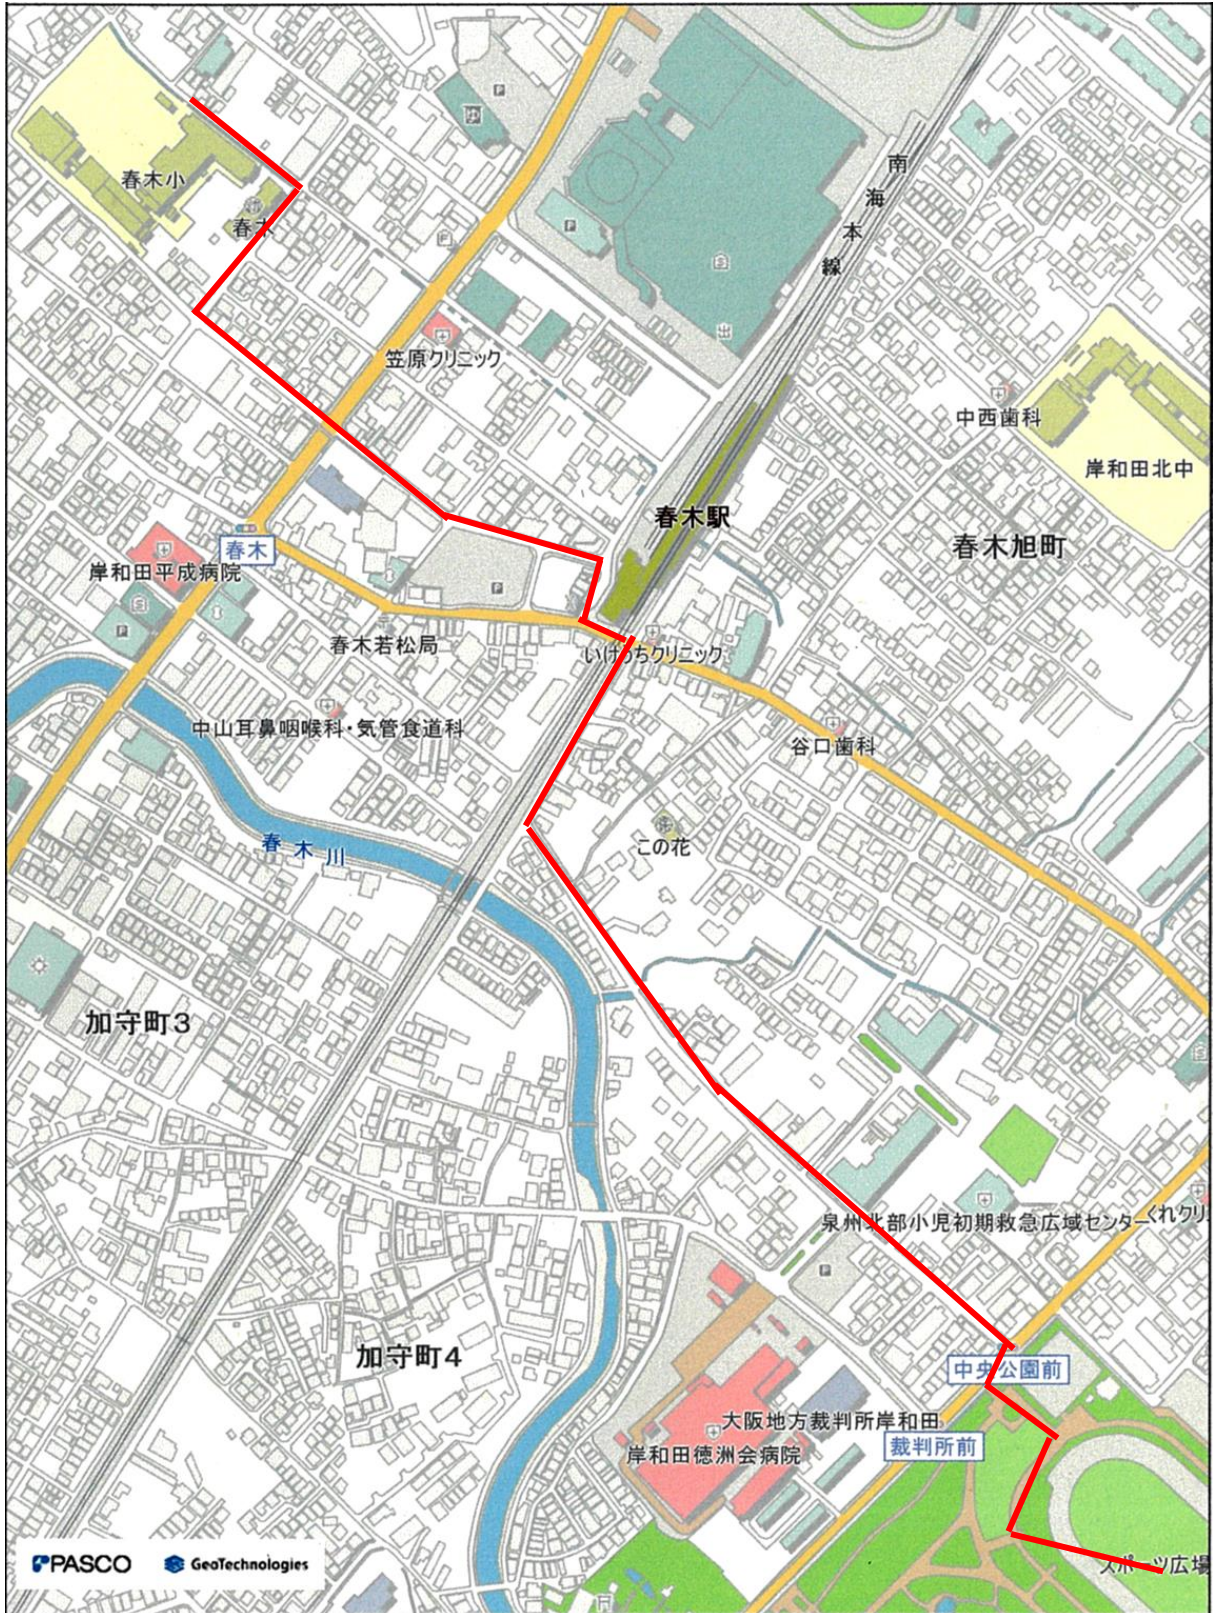 春木小
春木
南海本線
笠原クリニック
中西歯科
岸和田北中
春木駅
春木旭町
春木
岸和田平成病院
春木若松局
いけうちクリニック
中山耳鼻咽喉科・気管食道科
谷口歯科
春木川
この花
加守町3
泉州北部小児初期救急広域センター
くれクリ
加守町4
中央公園前
大阪地方裁判所岸和田
裁判所前
岸和田徳洲会病院
PASCO
GeoTechnologies
スポーツ広場